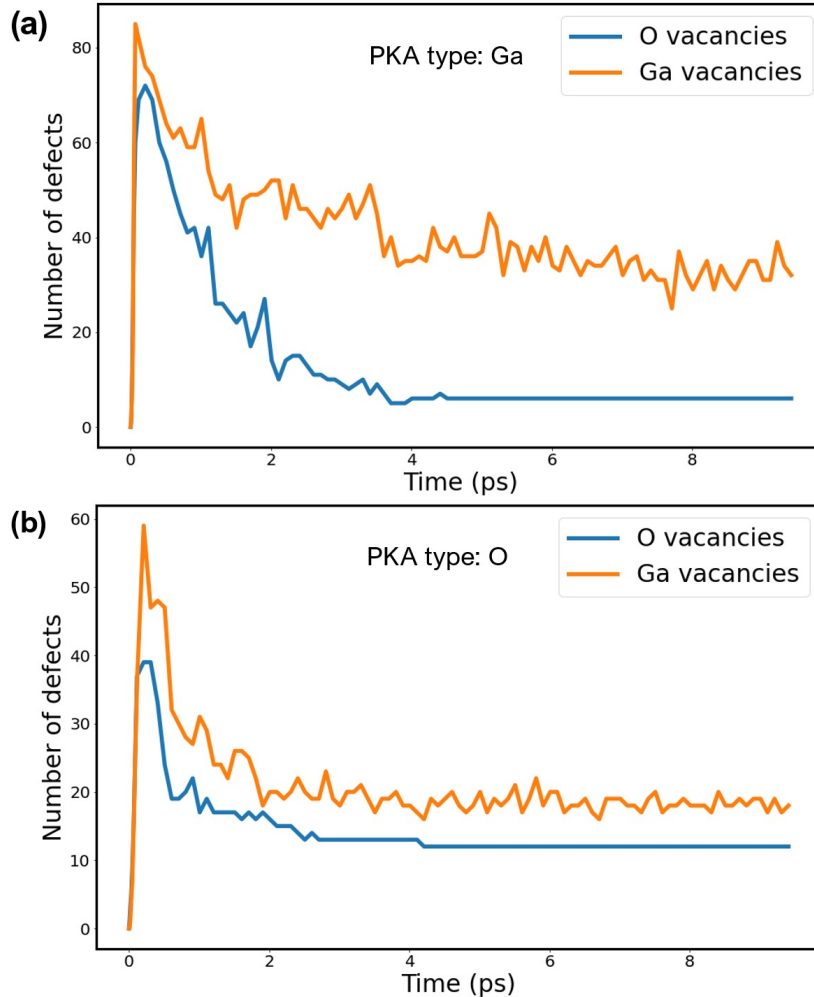 (a)
PKA type: Ga
O vacancies
Ga vacancies
Number of defects
80
60
40
20
0
0 2 4 6 8
Time (ps)
(b)
PKA type: O
O vacancies
Ga vacancies
Number of defects
60
50
40
30
20
10
0
0 2 4 6 8
Time (ps)